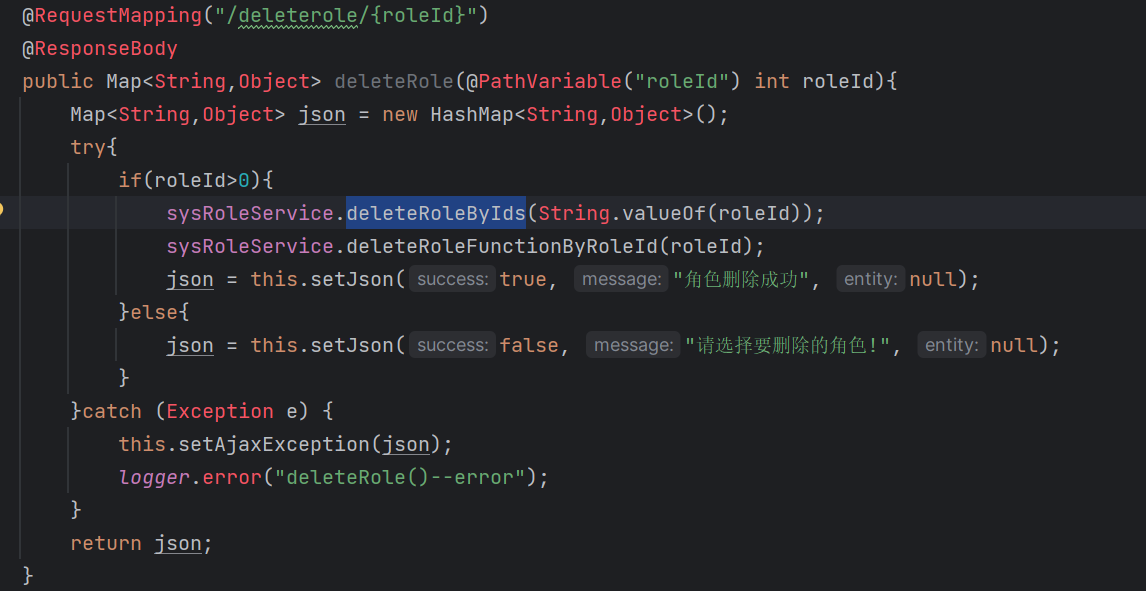 @RequestMapping("/deleterole/{roleId}")
@ResponseBody
public Map<String,Object> deleteRole(@PathVariable("roleId") int roleId){
Map<String,Object> json = new HashMap<String,Object>();
try{
if(roleId>0){
sysRoleService.deleteRoleByIds(String.valueOf(roleId));
sysRoleService.deleteRoleFunctionByRoleId(roleId);
json = this.setJson( success: true, message: "角色删除成功", entity: null);
}else{
json = this.setJson( success: false, message: "请选择要删除的角色!", entity: null);
}
}catch (Exception e) {
this.setAjaxException(json);
logger.error("deleteRole()--error");
}
return json;
}